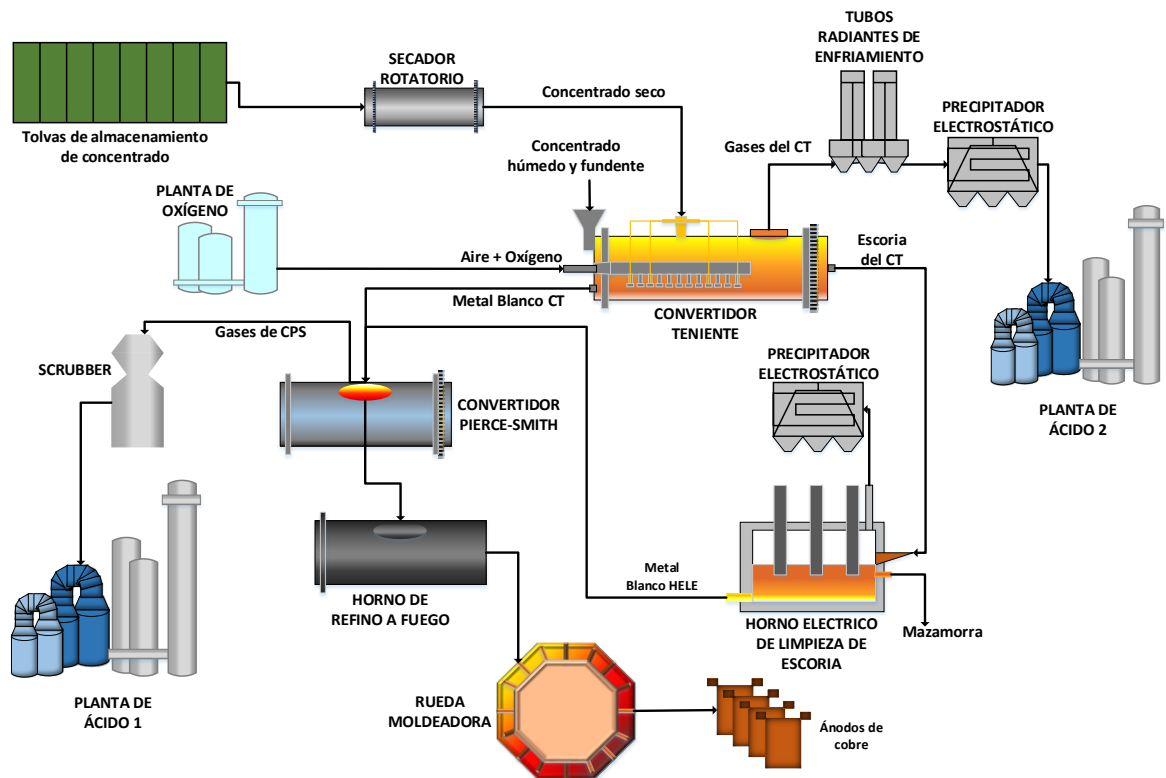 TUBOS
RADIANTES DE
ENFRIAMIENTO
SECADOR
ROTATORIO
Concentrado seco
PRECIPITADOR
ELECTROSTÁTICO
Tolvas de almacenamiento
de concentrado
Concentrado
húmedo y fundente
Gases del CT
PLANTA DE
OXÍGENO
Aire + Oxígeno
Escoria
del CT
Metal Blanco CT
CONVERTIDOR
TENIENTE
Gases de CPS
SCRUBBER
PRECIPITADOR
ELECTROSTÁTICO
CONVERTIDOR
PIERCE-SMITH
PLANTA DE
ÁCIDO 2
Metal
Blanco HELE
HORNO DE
REFINO A FUEGO
HORNO ELECTRICO
DE LIMPIEZA DE
ESCORIA
Mazamorra
PLANTA DE
ÁCIDO 1
RUEDA
MOLDEADORA
Ánodos de
cobre